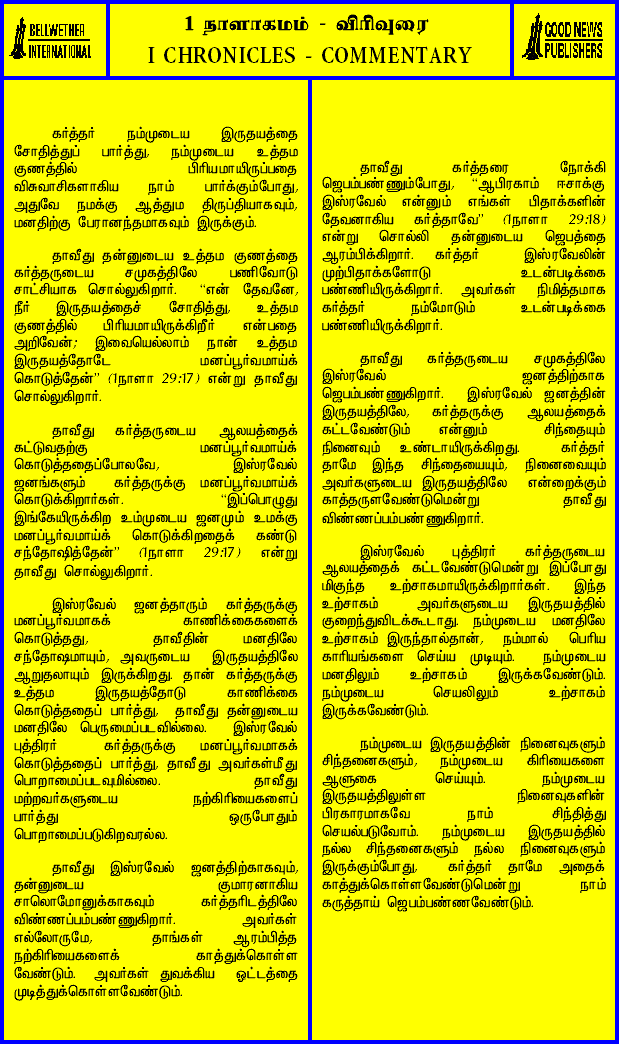 BELLWETHER
INTERNATIONAL
1 நாளாகமம் - விரிவுரை
I CHRONICLES - COMMENTARY
GOOD NEWS
PUBLISHERS
கர்த்தர் நம்முடைய இருதயத்தை
சோதித்துப் பார்த்து, நம்முடைய உத்தம
குணத்தில் பிரியமாயிருப்பதை
விசுவாசிகளாகிய நாம் பார்க்கும்போது,
அதுவே நமக்கு ஆத்தும திருப்தியாகவும்,
மனதிற்கு பேரானந்தமாகவும் இருக்கும்.
தாவீது தன்னுடைய உத்தம குணத்தை
கர்த்தருடைய சமுகத்திலே பணிவோடு
சாட்சியாக சொல்லுகிறார். “என் தேவனே,
நீர் இருதயத்தைச் சோதித்து, உத்தம
குணத்தில் பிரியமாயிருக்கிறீர் என்பதை
அறிவேன்; இவையெல்லாம் நான் உத்தம
இருதயத்தோடே மனப்பூர்வமாய்க்
கொடுத்தேன்” (1நாளா 29:17) என்று தாவீது
சொல்லுகிறார்.
தாவீது கர்த்தருடைய ஆலயத்தைக்
கட்டுவதற்கு மனப்பூர்வமாய்க்
கொடுத்ததைப்போலவே, இஸ்ரவேல்
ஜனங்களும் கர்த்தருக்கு மனப்பூர்வமாய்க்
கொடுக்கிறார்கள். “இப்பொழுது
இங்கேயிருக்கிற உம்முடைய ஜனமும் உமக்கு
மனப்பூர்வமாய்க் கொடுக்கிறதைக் கண்டு
சந்தோஷித்தேன்” (1நாளா 29:17) என்று
தாவீது சொல்லுகிறார்.
இஸ்ரவேல் ஜனத்தாரும் கர்த்தருக்கு
மனப்பூர்வமாகக் காணிக்கைகளைக்
கொடுத்தது, தாவீதின் மனதிலே
சந்தோஷமாயும், அவருடைய இருதயத்திலே
ஆறுதலாயும் இருக்கிறது. தான் கர்த்தருக்கு
உத்தம இருதயத்தோடு காணிக்கை
கொடுத்ததைப் பார்த்து, தாவீது தன்னுடைய
மனதிலே பெருமைப்படவில்லை. இஸ்ரவேல்
புத்திரர் கர்த்தருக்கு மனப்பூர்வமாகக்
கொடுத்ததைப் பார்த்து, தாவீது அவர்கள்மீது
பொறாமைப்படவுமில்லை. தாவீது
மற்றவர்களுடைய நற்கிரியைகளைப்
பார்த்து ஒருபோதும்
பொறாமைப்படுகிறவரல்ல.
தாவீது இஸ்ரவேல் ஜனத்திற்காகவும்,
தன்னுடைய குமாரனாகிய
சாலொமோனுக்காகவும் கர்த்தரிடத்திலே
விண்ணப்பம்பண்ணுகிறார். அவர்கள்
எல்லோருமே, தாங்கள் ஆரம்பித்த
நற்கிரியைகளைக் காத்துக்கொள்ள
வேண்டும். அவர்கள் துவக்கிய ஓட்டத்தை
முடித்துக்கொள்ளவேண்டும்.
தாவீது கர்த்தரை நோக்கி
ஜெபம்பண்ணும்போது, “ஆபிரகாம் ஈசாக்கு
இஸ்ரவேல் என்னும் எங்கள் பிதாக்களின்
தேவனாகிய கர்த்தாவே” (1நாளா 29:18)
என்று சொல்லி தன்னுடைய ஜெபத்தை
ஆரம்பிக்கிறார். கர்த்தர் இஸ்ரவேலின்
முற்பிதாக்களோடு உடன்படிக்கை
பண்ணியிருக்கிறார். அவர்கள் நிமித்தமாக
கர்த்தர் நம்மோடும் உடன்படிக்கை
பண்ணியிருக்கிறார்.
தாவீது கர்த்தருடைய சமுகத்திலே
இஸ்ரவேல் ஜனத்திற்காக
ஜெபம்பண்ணுகிறார். இஸ்ரவேல் ஜனத்தின்
இருதயத்திலே, கர்த்தருக்கு ஆலயத்தைக்
கட்டவேண்டும் என்னும் சிந்தையும்
நினைவும் உண்டாயிருக்கிறது. கர்த்தர்
தாமே இந்த சிந்தையையும், நினைவையும்
அவர்களுடைய இருதயத்திலே என்றைக்கும்
காத்தருளவேண்டுமென்று தாவீது
விண்ணப்பம்பண்ணுகிறார்.
இஸ்ரவேல் புத்திரர் கர்த்தருடைய
ஆலயத்தைக் கட்டவேண்டுமென்று இப்போது
மிகுந்த உற்சாகமாயிருக்கிறார்கள். இந்த
உற்சாகம் அவர்களுடைய இருதயத்தில்
குறைந்துவிடக்கூடாது. நம்முடைய மனதிலே
உற்சாகம் இருந்தால்தான், நம்மால் பெரிய
காரியங்களை செய்ய முடியும். நம்முடைய
மனதிலும் உற்சாகம் இருக்கவேண்டும்.
நம்முடைய செயலிலும் உற்சாகம்
இருக்கவேண்டும்.
நம்முடைய இருதயத்தின் நினைவுகளும்
சிந்தனைகளும், நம்முடைய கிரியைகளை
ஆளுகை செய்யும். நம்முடைய
இருதயத்திலுள்ள நினைவுகளின்
பிரகாரமாகவே நாம் சிந்தித்து
செயல்படுவோம். நம்முடைய இருதயத்தில்
நல்ல சிந்தனைகளும் நல்ல நினைவுகளும்
இருக்கும்போது, கர்த்தர் தாமே அதைக்
காத்துக்கொள்ளவேண்டுமென்று நாம்
கருத்தாய் ஜெபம்பண்ணவேண்டும்.